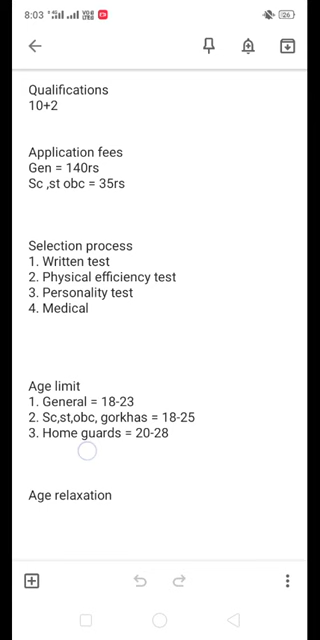 8:03
26
Qualifications
10+2
Application fees
Gen = 140rs
Sc ,st obc = 35rs
Selection process
1. Written test
2. Physical efficiency test
3. Personality test
4. Medical
Age limit
1. General = 18-23
2. Sc,st,obc, gorkhas = 18-25
3. Home guards = 20-28
Age relaxation